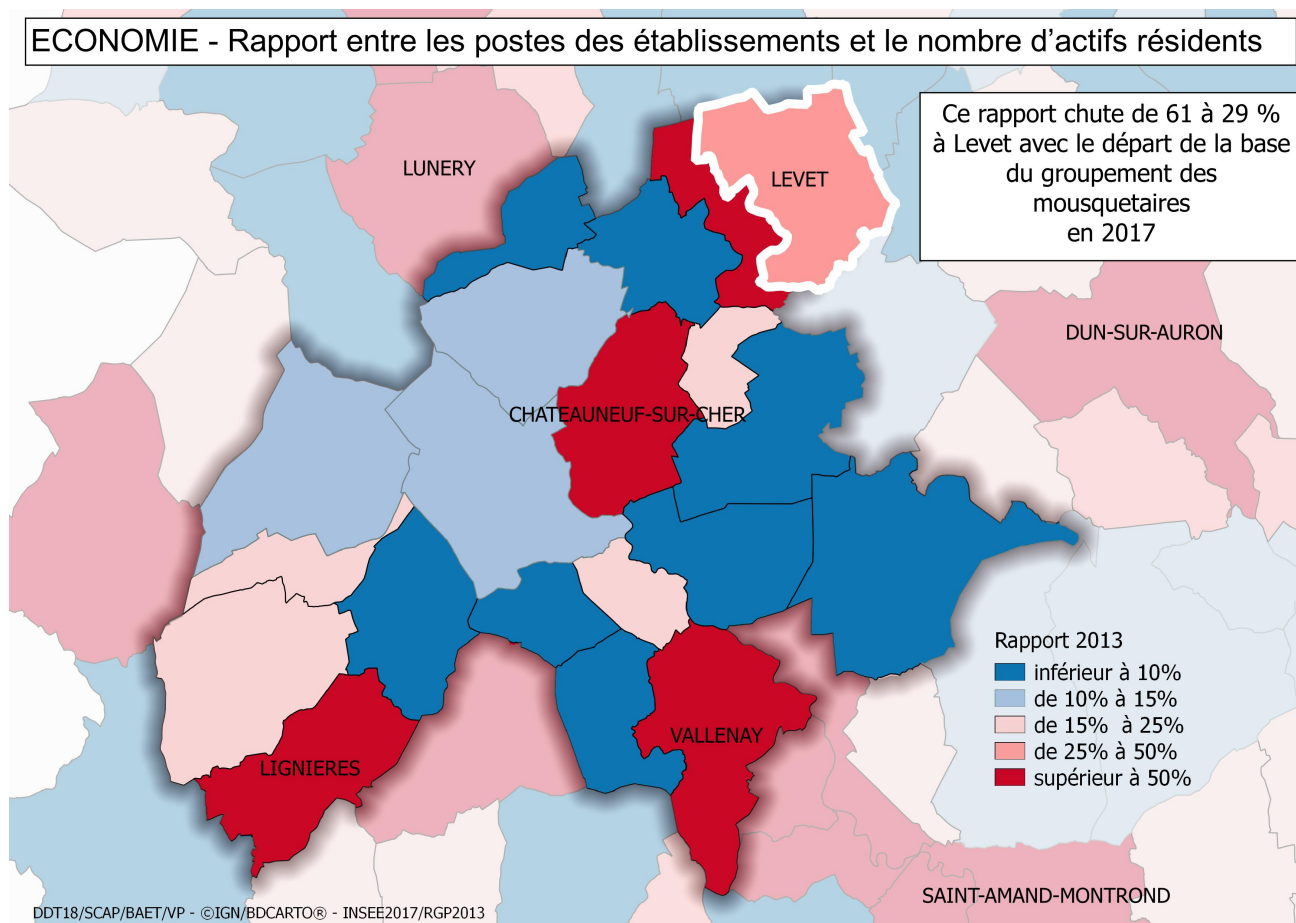 ECONOMIE - Rapport entre les postes des établissements et le nombre d'actifs résidents
Ce rapport chute de 61 à 29 %
à Levet avec le départ de la base
du groupement des
mousquetaires
en 2017
LUNERY
LEVET
DUN-SUR-AURON
CHATEAUNEUF-SUR-CHER
VALLENAY
LIGNIERES
SAINT-AMAND-MONTROND
Rapport 2013
inférieur à 10%
de 10% à 15%
de 15% à 25%
de 25% à 50%
supérieur à 50%
DDT18/SCAP/BAET/VP - ©IGN/BDCARTO® - INSEE2017/RGP2013